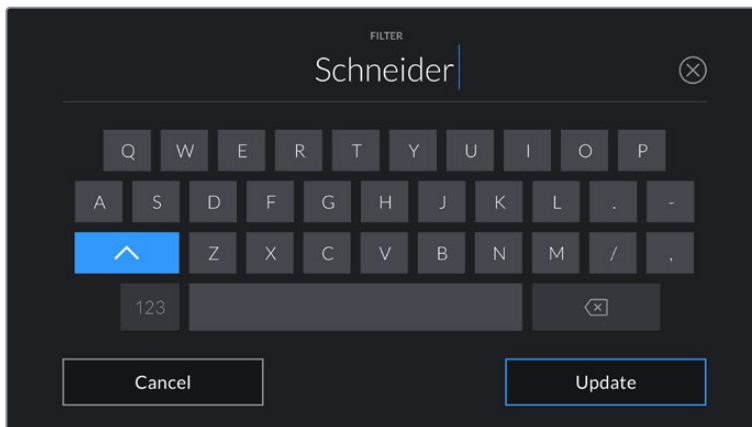 FILTER
Schneider
Q W E R T Y U I O P
A S D F G H J K L . -
Z X C V B N M / ,
123
Cancel Update